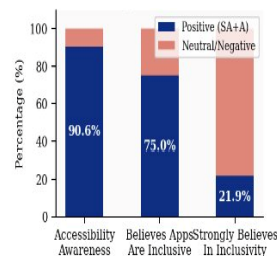 Positive (SA+A)
Neutral/Negative
Percentage (%)
100
80
60
40
20
0
90.6%
75.0%
21.9%
Accessibility Awareness
Believes Apps Are Inclusive
Strongly Believes In Inclusivity